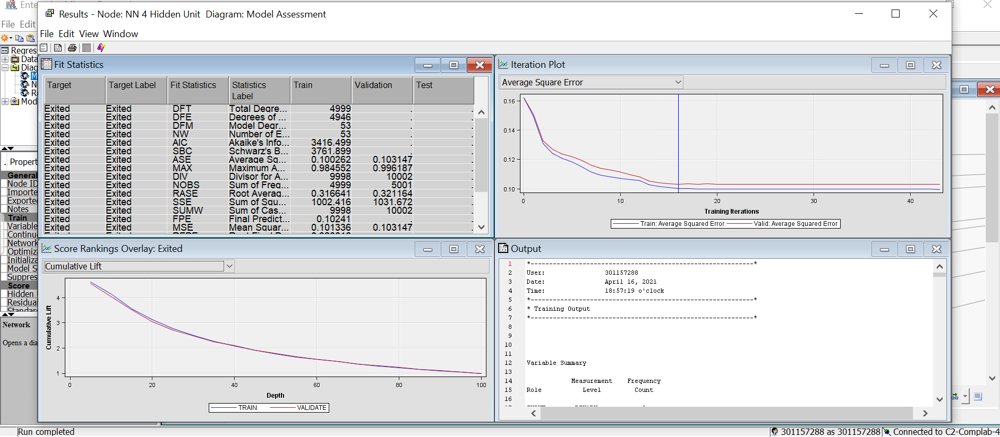 Results - Node: NN 4 Hidden Unit  Diagram: Model Assessment
File Edit
File Edit View Window
Regres
Data
Diag
M
N
R
Mod
Fit Statistics
Target Target Label Fit Statistics Statistics Label Train Validation Test
Exited Exited DFT Total Degre... 4999 . .
Exited Exited DFE Degrees of ... 4946 . .
Exited Exited DFM Model Degr... 53 . .
Exited Exited NW Number of E... 53 . .
Exited Exited AIC Akaike's Info... 3416.499 . .
Exited Exited SBC Schwarz's B... 3761.899 . .
Exited Exited ASE Average Sq... 0.100262 0.103147 .
Exited Exited MAX Maximum A... 0.984552 0.996187 .
Exited Exited DIV Divisor for A... 9998 10002 .
Exited Exited NOBS Sum of Freq... 4999 5001 .
Exited Exited RASE Root Averag... 0.316641 0.321164 .
Exited Exited SSE Sum of Squ... 1002.416 1031.672 .
Exited Exited SUMW Sum of Cas... 9998 10002 .
Exited Exited FPE Final Predict... 0.10241 . .
Exited Exited MSE Mean Squar... 0.101336 0.103147 .
Iteration Plot
Average Square Error
0.16
0.14
0.12
0.10
0 10 20 30 40
Training Iterations
Train: Average Squared Error Valid: Average Squared Error
.. Propert
General
Node ID
Importe
Exported
Notes
Train
Variable
Continu
Network
Optimiz
Initializa
Model S
Suppres
Score
Hidden
Residua
Standar
Network
Opens a dia
Score Rankings Overlay: Exited
Cumulative Lift
Cumulative Lift
4
3
2
1
0 20 40 60 80 100
Depth
TRAIN VALIDATE
Output
1 *------------------------------------------------------------*
2 User: 301157288
3 Date: April 16, 2021
4 Time: 18:57:19 o'clock
5 *------------------------------------------------------------*
6 * Training Output
7 *------------------------------------------------------------*
8
9
10
11
12 Variable Summary
13
14 Measurement Frequency
15 Role Level Count
16
Run completed
301157288 as 301157288
Connected to C2-Complab-4